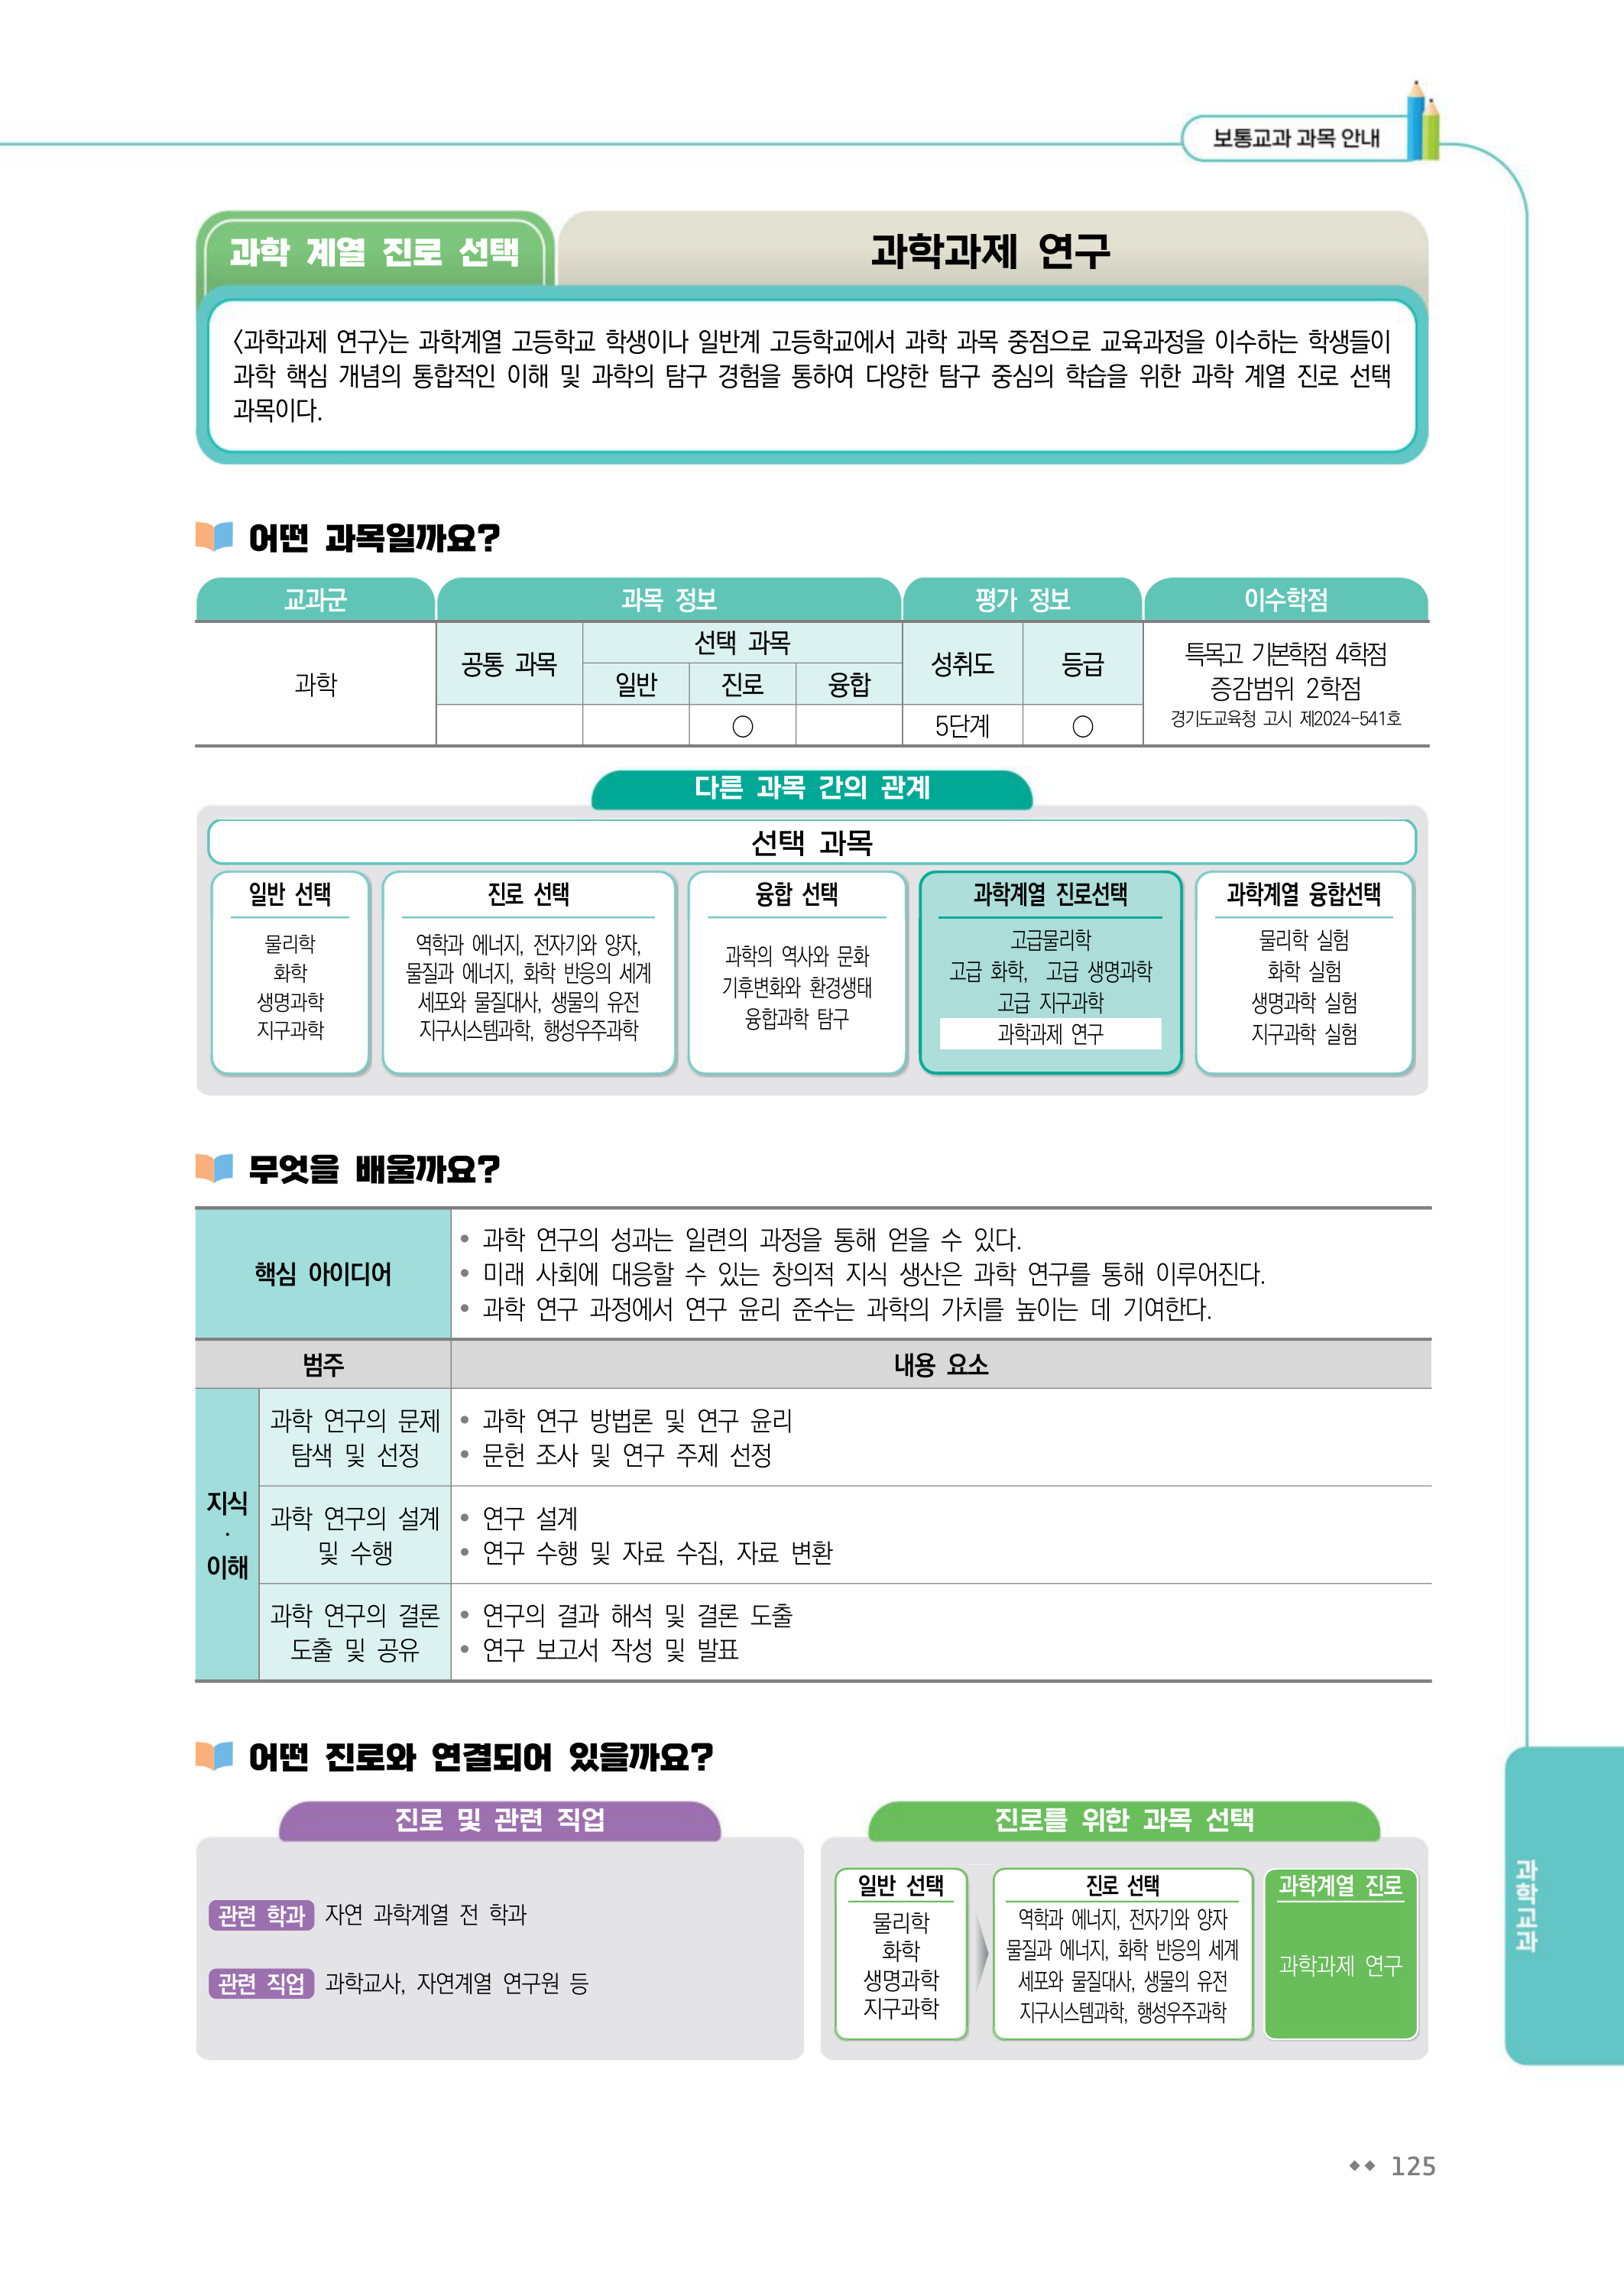 보통교과 과목 안내
과학 계열 진로 선택
과학과제 연구
〈과학과제 연구〉는 과학계열 고등학교 학생이나 일반계 고등학교에서 과학 과목 중점으로 교육과정을 이수하는 학생들이
과학 핵심 개념의 통합적인 이해 및 과학의 탐구 경험을 통하여 다양한 탐구 중심의 학습을 위한 과학 계열 진로 선택
과목이다.
어떤 과목일까요?
교과군 과목 정보 평가 정보 이수학점
과학
공통 과목
선택 과목
일반 진로 융합
성취도 등급
○ 5단계 ○
특목고 기본학점 4학점
증감범위 2학점
경기도교육청 고시 제2024-541호
다른 과목 간의 관계
선택 과목
일반 선택
물리학
화학
생명과학
지구과학
진로 선택
역학과 에너지, 전자기와 양자,
물질과 에너지, 화학 반응의 세계
세포와 물질대사, 생물의 유전
지구시스템과학, 행성우주과학
융합 선택
과학의 역사와 문화
기후변화와 환경생태
융합과학 탐구
과학계열 진로선택
고급물리학
고급 화학, 고급 생명과학
고급 지구과학
과학과제 연구
과학계열 융합선택
물리학 실험
화학 실험
생명과학 실험
지구과학 실험
무엇을 배울까요?
핵심 아이디어
• 과학 연구의 성과는 일련의 과정을 통해 얻을 수 있다.
• 미래 사회에 대응할 수 있는 창의적 지식 생산은 과학 연구를 통해 이루어진다.
• 과학 연구 과정에서 연구 윤리 준수는 과학의 가치를 높이는 데 기여한다.
범주 내용 요소
지식
·
이해
과학 연구의 문제
탐색 및 선정
• 과학 연구 방법론 및 연구 윤리
• 문헌 조사 및 연구 주제 선정
과학 연구의 설계
및 수행
• 연구 설계
• 연구 수행 및 자료 수집, 자료 변환
과학 연구의 결론
도출 및 공유
• 연구의 결과 해석 및 결론 도출
• 연구 보고서 작성 및 발표
어떤 진로와 연결되어 있을까요?
진로 및 관련 직업
관련 학과 자연 과학계열 전 학과
관련 직업 과학교사, 자연계열 연구원 등
진로를 위한 과목 선택
일반 선택
물리학
화학
생명과학
지구과학
진로 선택
역학과 에너지, 전자기와 양자
물질과 에너지, 화학 반응의 세계
세포와 물질대사, 생물의 유전
지구시스템과학, 행성우주과학
과학계열 진로
과학과제 연구
과학교과
◆◆ 125